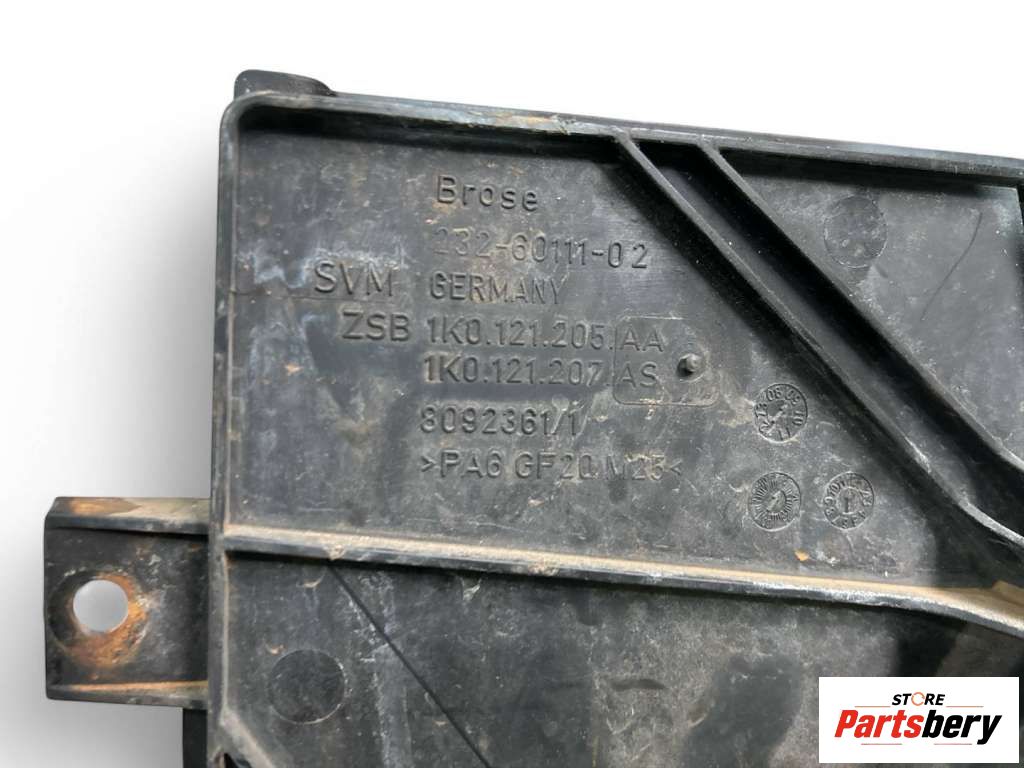 Brose
232-60111-02
SVM GERMANY
ZSB 1K0.121.205.AA
1K0.121.207.AS
8092361/1
>PA6 GF20 M25<
STORE
Partsbery